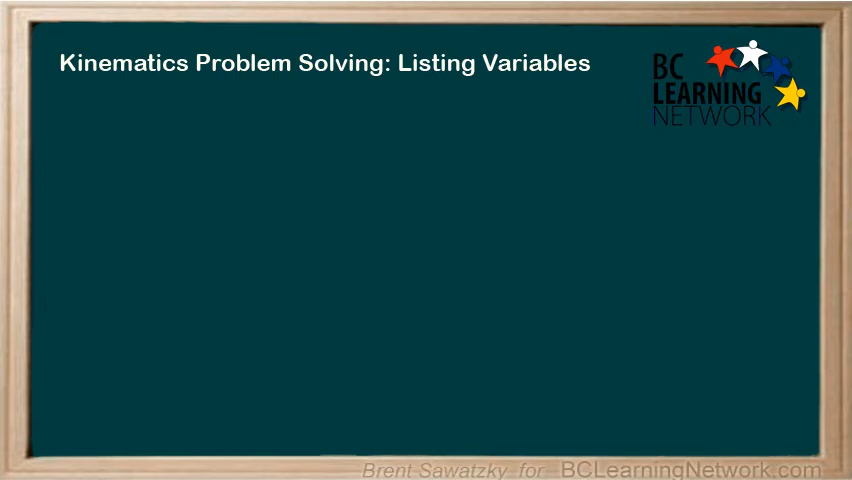 Kinematics Problem Solving: Listing Variables
BC
LEARNING
NETWORK
Brent Sawatzky for BCLearningNetwork.com